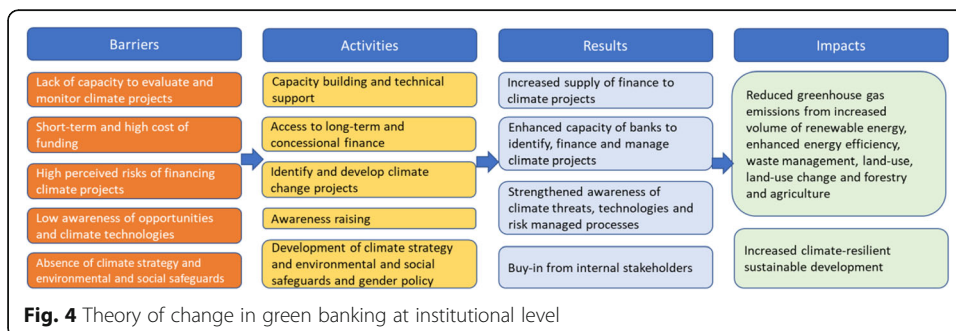 Barriers
Lack of capacity to evaluate and
monitor climate projects
Short-term and high cost of
funding
High perceived risks of financing
climate projects
Low awareness of opportunities
and climate technologies
Absence of climate strategy and
environmental and social safeguards
Activities
Capacity building and technical
support
Access to long-term and
concessional finance
Identify and develop climate
change projects
Awareness raising
Development of climate strategy
and environmental and social
safeguards and gender policy
Results
Increased supply of finance to
climate projects
Enhanced capacity of banks to
identify, finance and manage
climate projects
Strengthened awareness of
climate threats, technologies and
risk managed processes
Buy-in from internal stakeholders
Impacts
Reduced greenhouse gas
emissions from increased
volume of renewable energy,
enhanced energy efficiency,
waste management, land-use,
land-use change and forestry
and agriculture
Increased climate-resilient
sustainable development
Fig. 4 Theory of change in green banking at institutional level